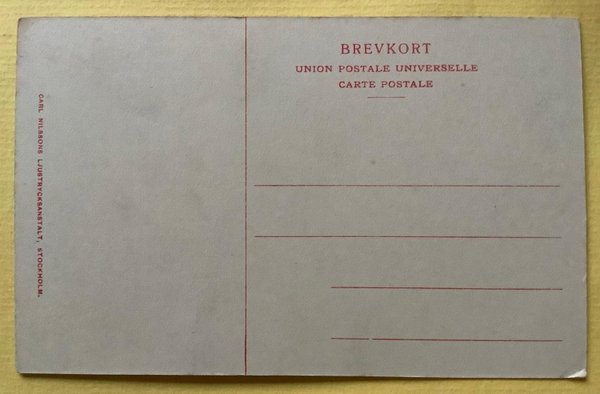 BREVKORT
UNION POSTALE UNIVERSELLE
CARTE POSTALE
CARL NILSSONS LJUSTRYCKSANSTALT, STOCKHOLM.